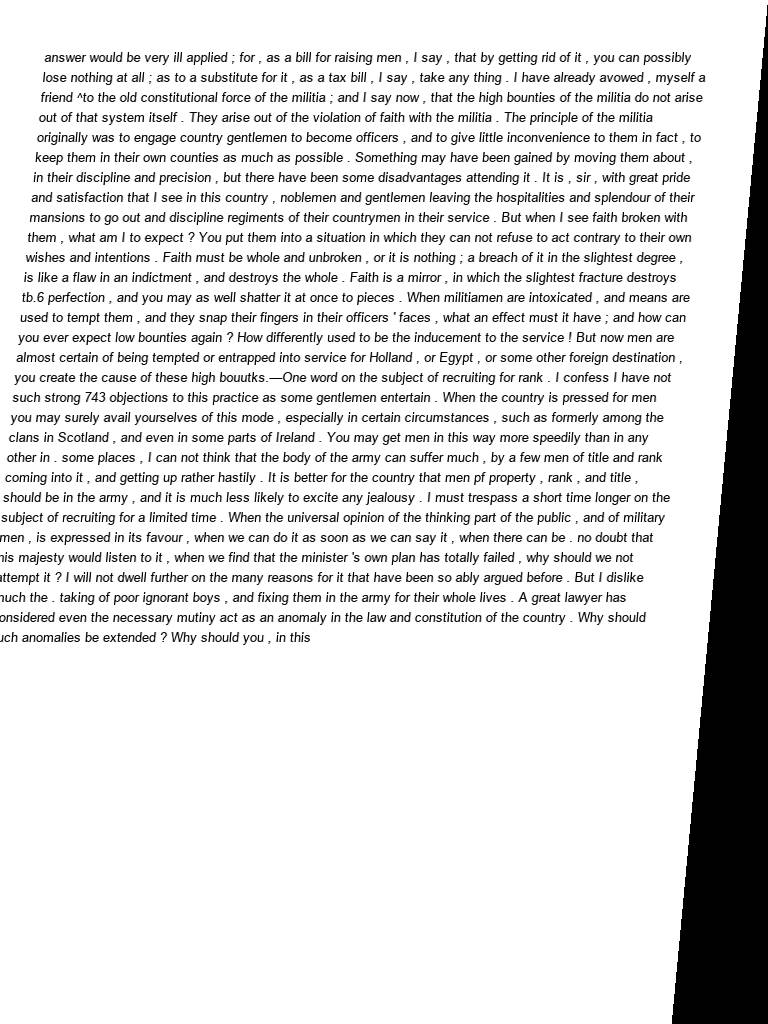 answer would be very ill applied ; for , as a bill for raising men , I say , that by getting rid of it , you can possibly
lose nothing at all ; as to a substitute for it , as a tax bill , I say , take any thing . I have already avowed , myself a
friend ^to the old constitutional force of the militia ; and I say now , that the high bounties of the militia do not arise
out of that system itself . They arise out of the violation of faith with the militia . The principle of the militia
originally was to engage country gentlemen to become officers , and to give little inconvenience to them in fact , to
keep them in their own counties as much as possible . Something may have been gained by moving them about ,
in their discipline and precision , but there have been some disadvantages attending it . It is , sir , with great pride
and satisfaction that I see in this country , noblemen and gentlemen leaving the hospitalities and splendour of their
mansions to go out and discipline regiments of their countrymen in their service . But when I see faith broken with
them , what am I to expect ? You put them into a situation in which they can not refuse to act contrary to their own
wishes and intentions . Faith must be whole and unbroken , or it is nothing ; a breach of it in the slightest degree ,
is like a flaw in an indictment , and destroys the whole . Faith is a mirror , in which the slightest fracture destroys
tb.6 perfection , and you may as well shatter it at once to pieces . When militiamen are intoxicated , and means are
used to tempt them , and they snap their fingers in their officers ' faces , what an effect must it have ; and how can
you ever expect low bounties again ? How differently used to be the inducement to the service ! But now men are
almost certain of being tempted or entrapped into service for Holland , or Egypt , or some other foreign destination ,
you create the cause of these high bouutks.—One word on the subject of recruiting for rank . I confess I have not
such strong 743 objections to this practice as some gentlemen entertain . When the country is pressed for men
you may surely avail yourselves of this mode , especially in certain circumstances , such as formerly among the
clans in Scotland , and even in some parts of Ireland . You may get men in this way more speedily than in any
other in . some places , I can not think that the body of the army can suffer much , by a few men of title and rank
coming into it , and getting up rather hastily . It is better for the country that men pf property , rank , and title ,
should be in the army , and it is much less likely to excite any jealousy . I must trespass a short time longer on the
subject of recruiting for a limited time . When the universal opinion of the thinking part of the public , and of military
men , is expressed in its favour , when we can do it as soon as we can say it , when there can be . no doubt that
his majesty would listen to it , when we find that the minister 's own plan has totally failed , why should we not
attempt it ? I will not dwell further on the many reasons for it that have been so ably argued before . But I dislike
much the . taking of poor ignorant boys , and fixing them in the army for their whole lives . A great lawyer has
considered even the necessary mutiny act as an anomaly in the law and constitution of the country . Why should
such anomalies be extended ? Why should you , in this